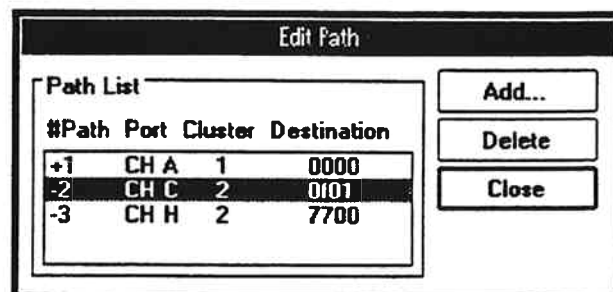 Edit Path
Path List
#Path Port Cluster Destination
+1 CH A 1 0000
-2 CH C 2 0f01
-3 CH H 2 7700
Add...
Delete
Close